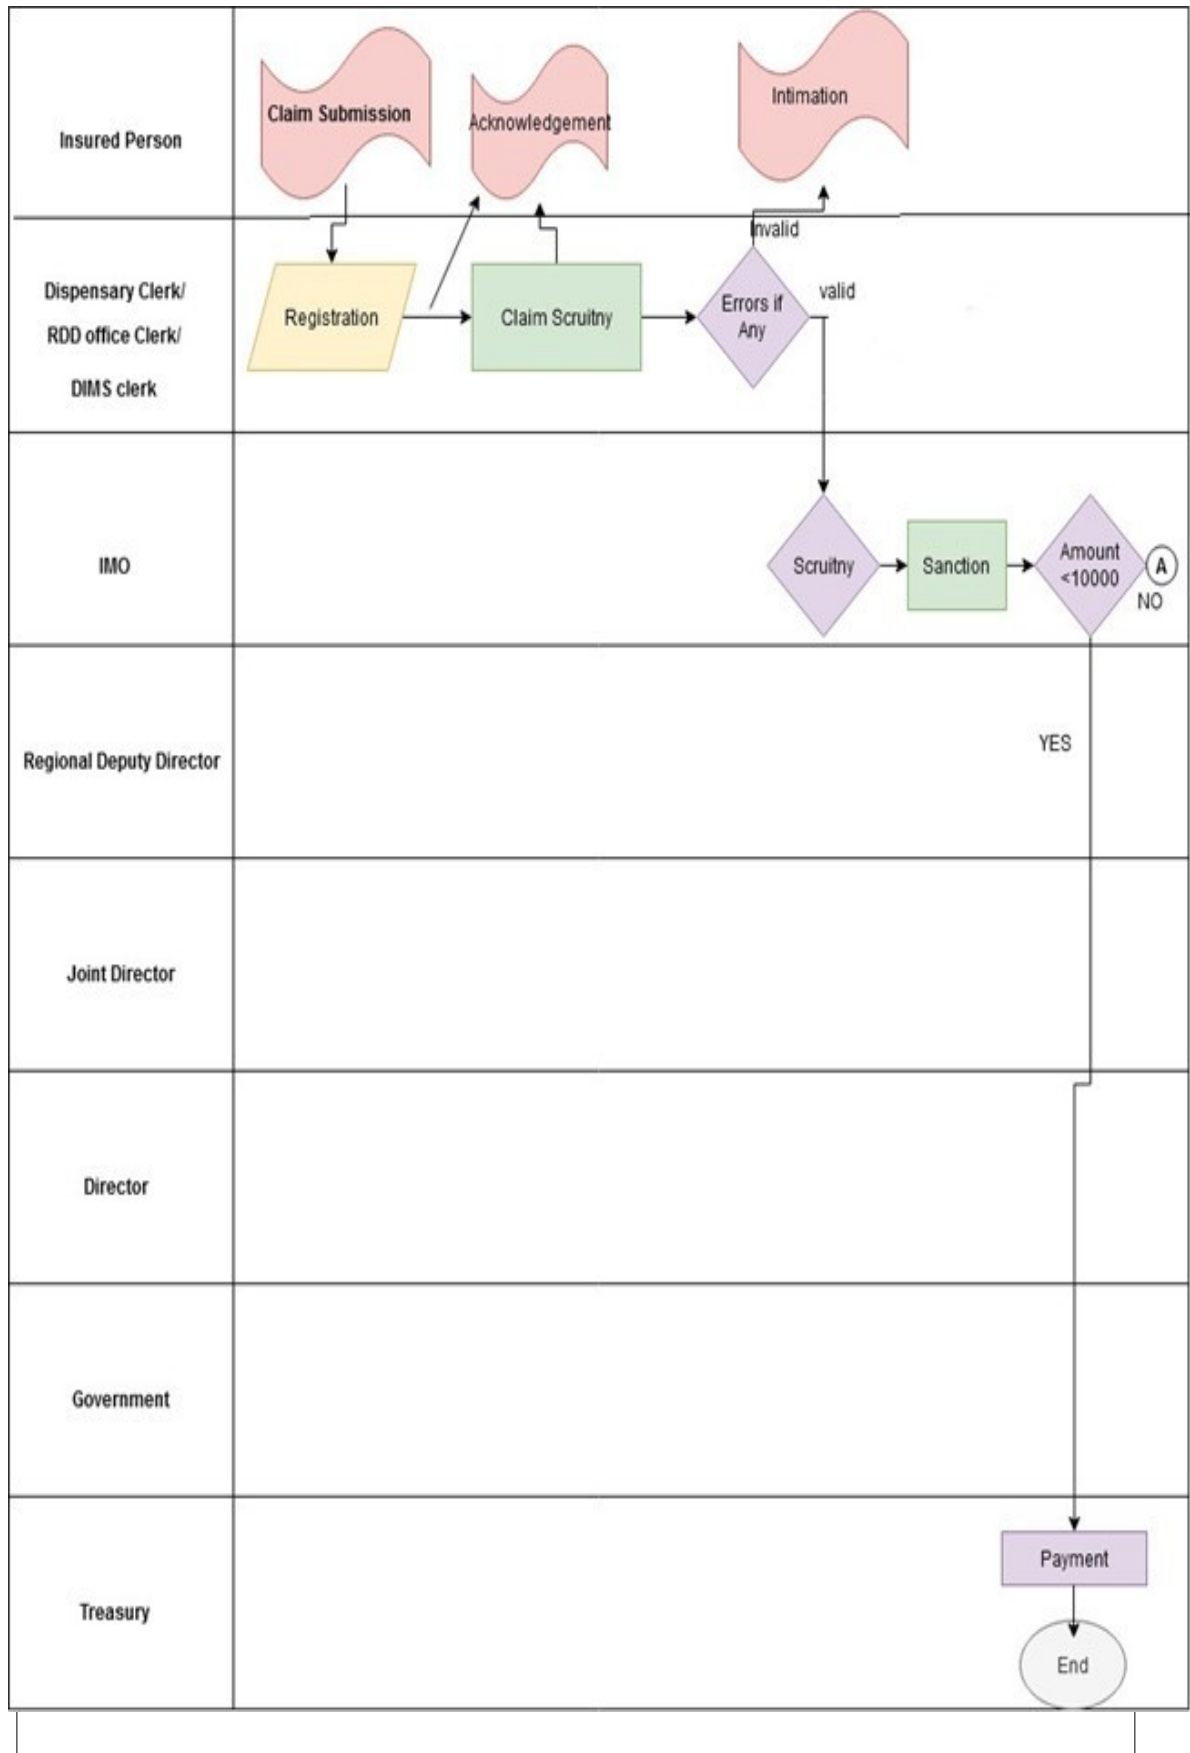 Insured Person
Claim Submission
Acknowledgement
Intimation
Dispensary Clerk/
RDD office Clerk/
DIMS clerk
Registration
Claim Scruitny
Errors if
Any
Invalid
valid
IMO
Scruitny
Sanction
Amount
<10000
A
NO
Regional Deputy Director
YES
Joint Director
Director
Government
Treasury
Payment
End